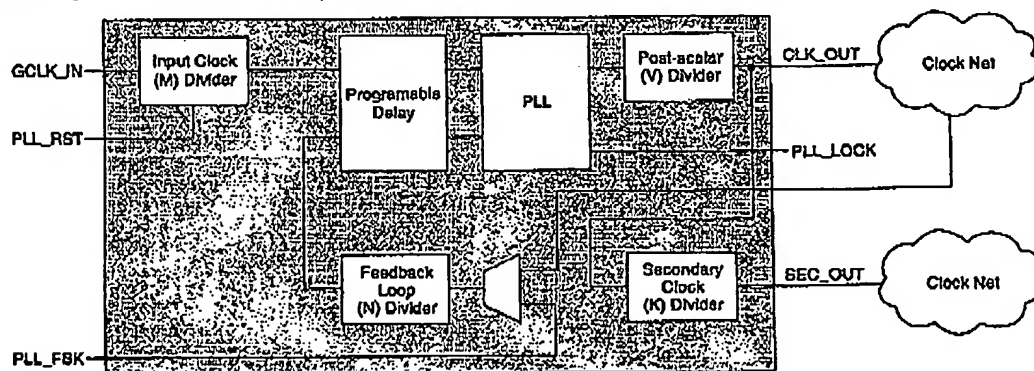 GCLK_IN
Input Clock
(M) Divider
Programable
Delay
PLL
Post-scalar
(V) Divider
CLK_OUT
Clock Net
PLL_RST
PLL_LOCK
Feedback
Loop
(N) Divider
Secondary
Clock
(K) Divider
SEC_OUT
Clock Net
PLL_FBK